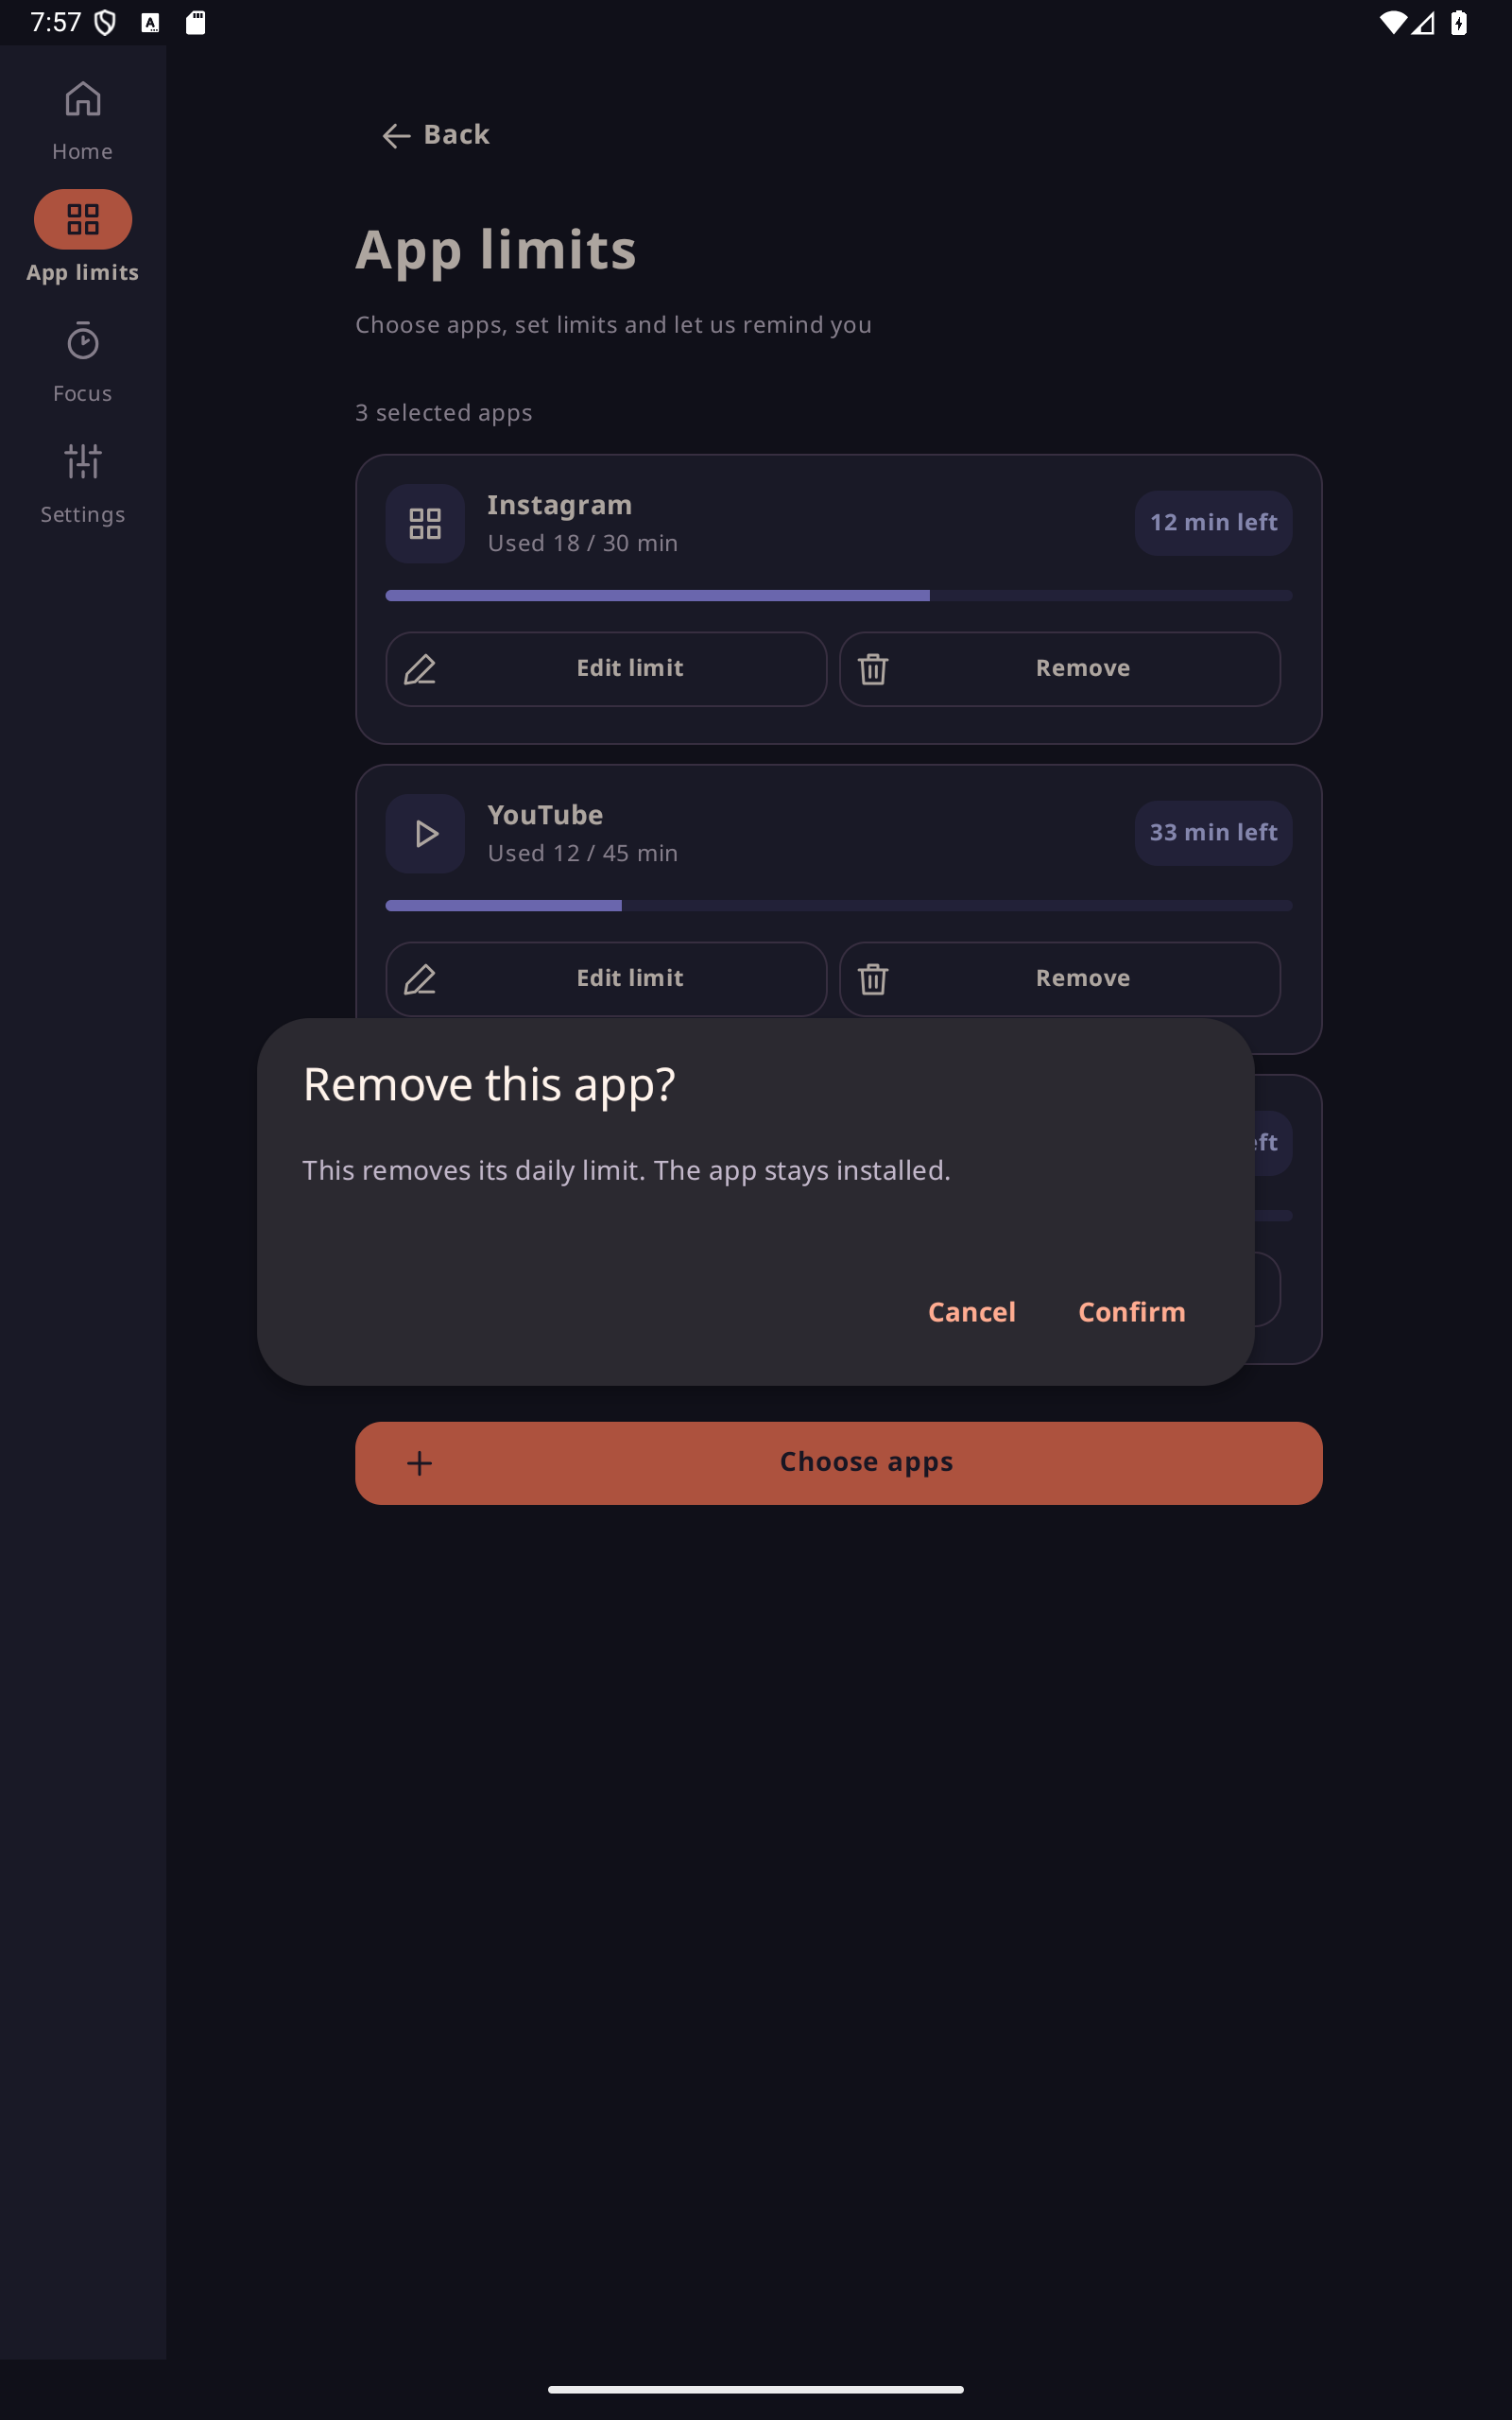 7:57
Home
App limits
Focus
Settings
Back
App limits
Choose apps, set limits and let us remind you
3 selected apps
Instagram
Used 18 / 30 min
12 min left
Edit limit
Remove
YouTube
Used 12 / 45 min
33 min left
Edit limit
Remove
Remove this app?
This removes its daily limit. The app stays installed.
Cancel
Confirm
Choose apps